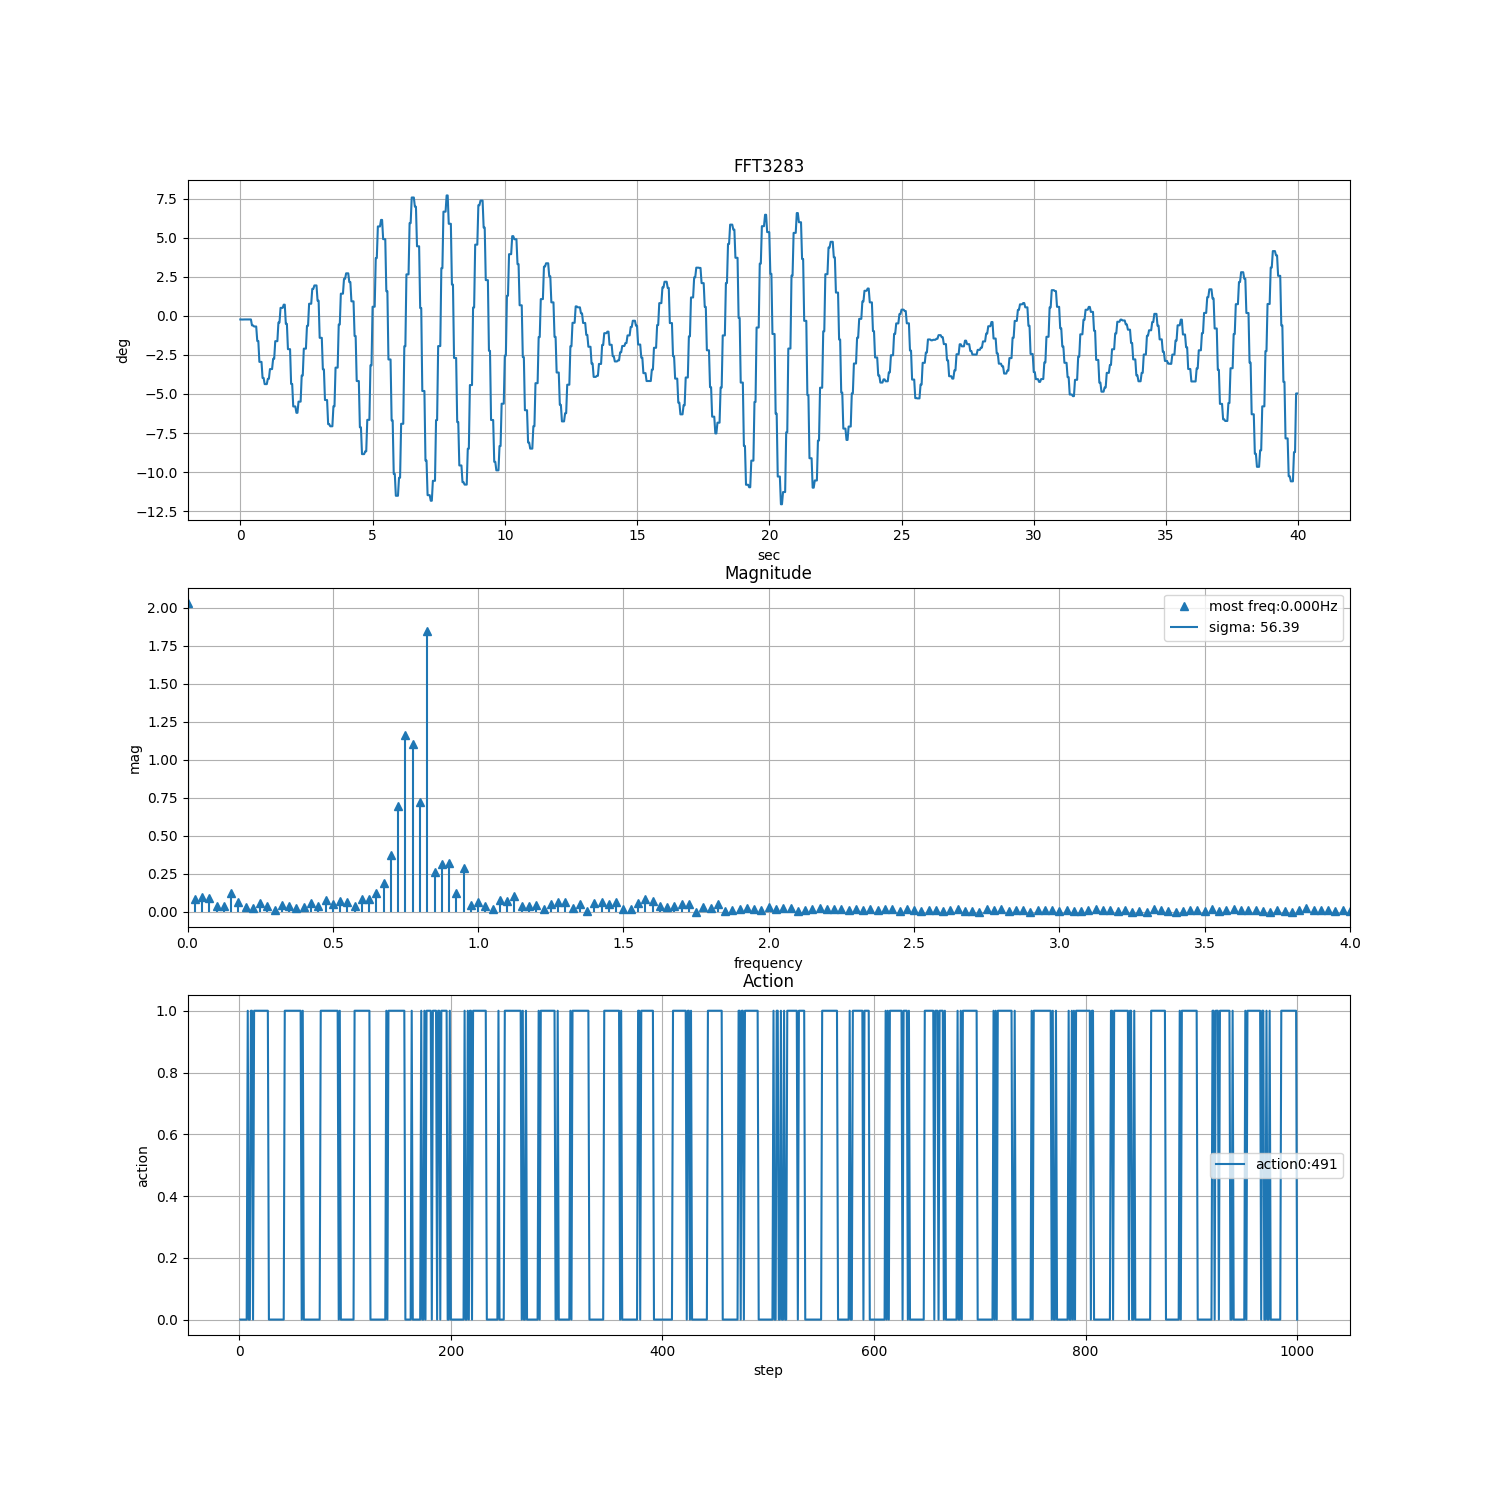 FFT3283
7.5
5.0
2.5
0.0
−2.5
−5.0
−7.5
−10.0
−12.5
deg
0 5 10 15 20 25 30 35 40
sec
Magnitude
2.00
1.75
1.50
1.25
1.00
0.75
0.50
0.25
0.00
mag
most freq:0.000Hz
sigma: 56.39
0.0 0.5 1.0 1.5 2.0 2.5 3.0 3.5 4.0
frequency
Action
1.0
0.8
0.6
0.4
0.2
0.0
action
action0:491
0 200 400 600 800 1000
step